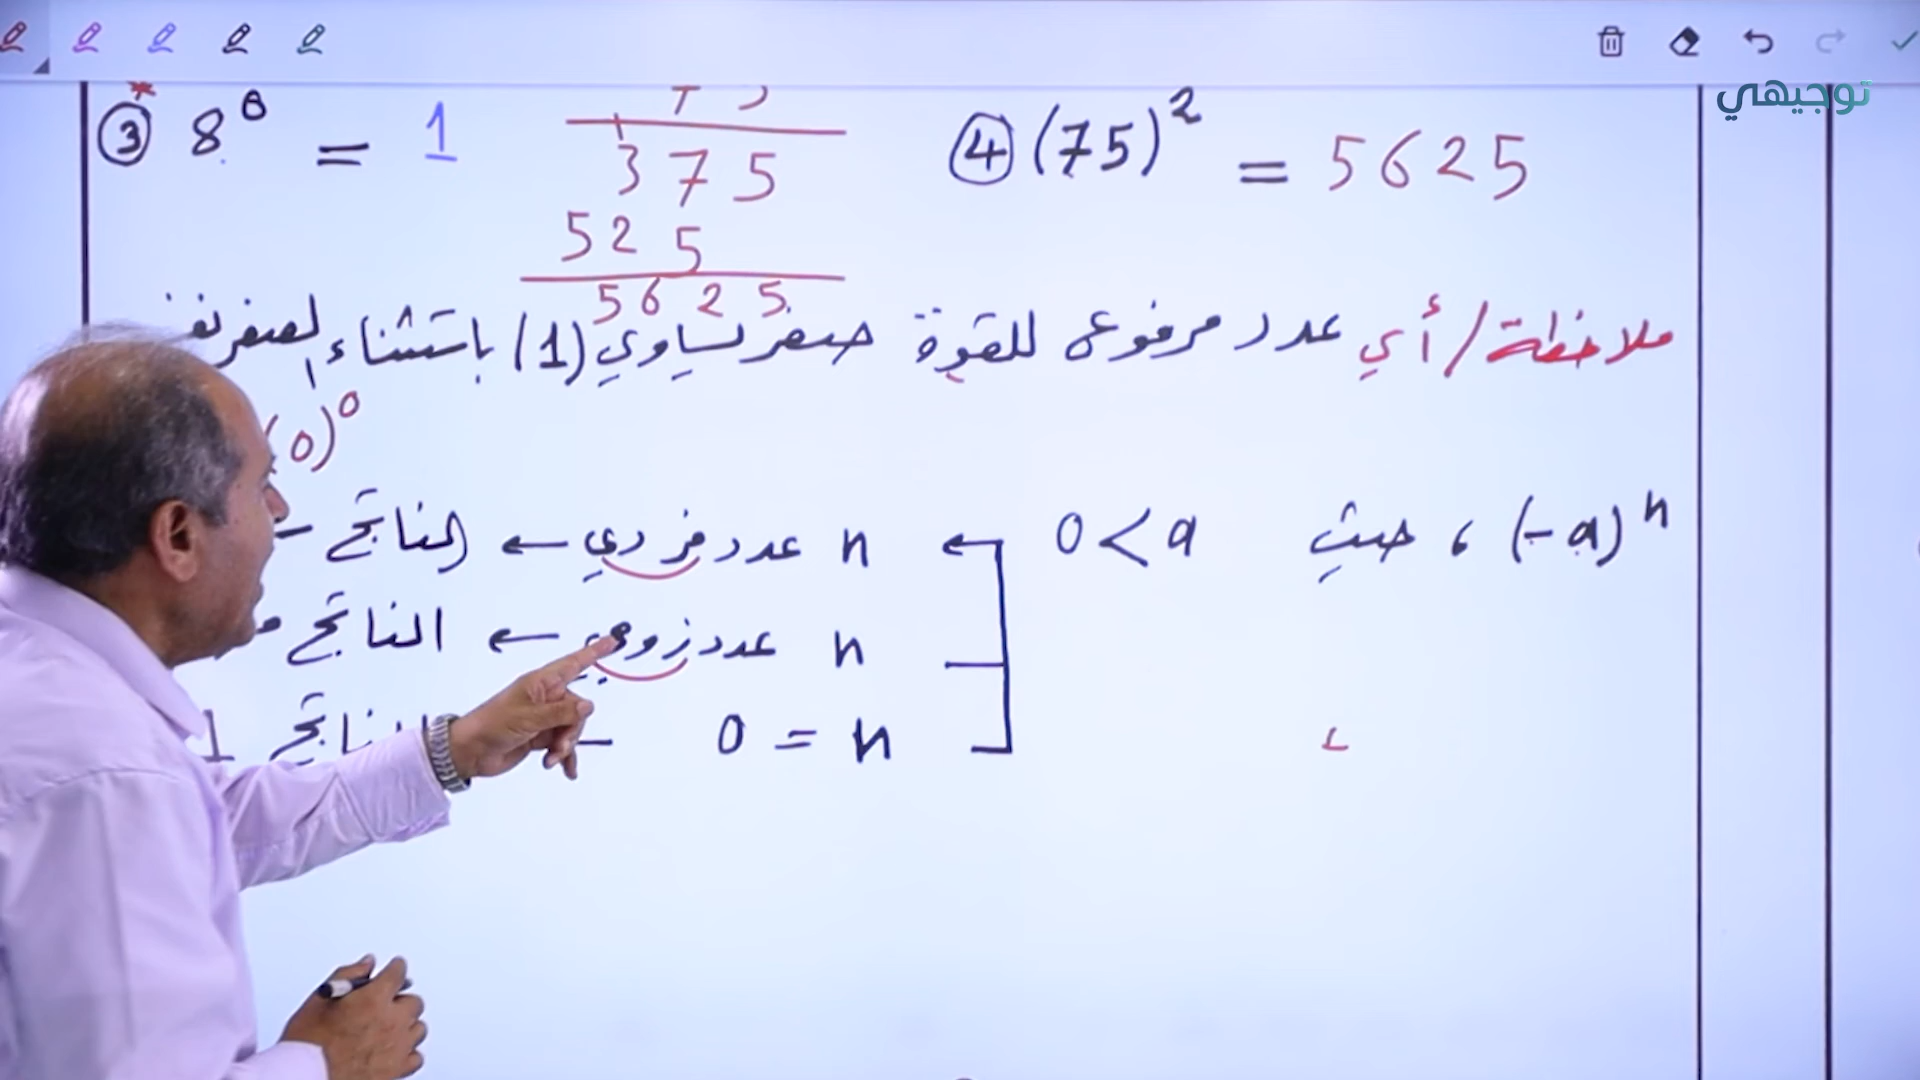 توجيهي
③ 8⁰ = 1
④ (75)² = 5625
375
525
5625
ملاحظة / أي عدد مرفوع للقوة صفر يساوي (1) باستثناء الصفر
(0)⁰
(-a)ⁿ ، حيث 0 < a
n عدد فردي ← الناتج
n عدد زوجي ← الناتج
n = 0 الناتج 1